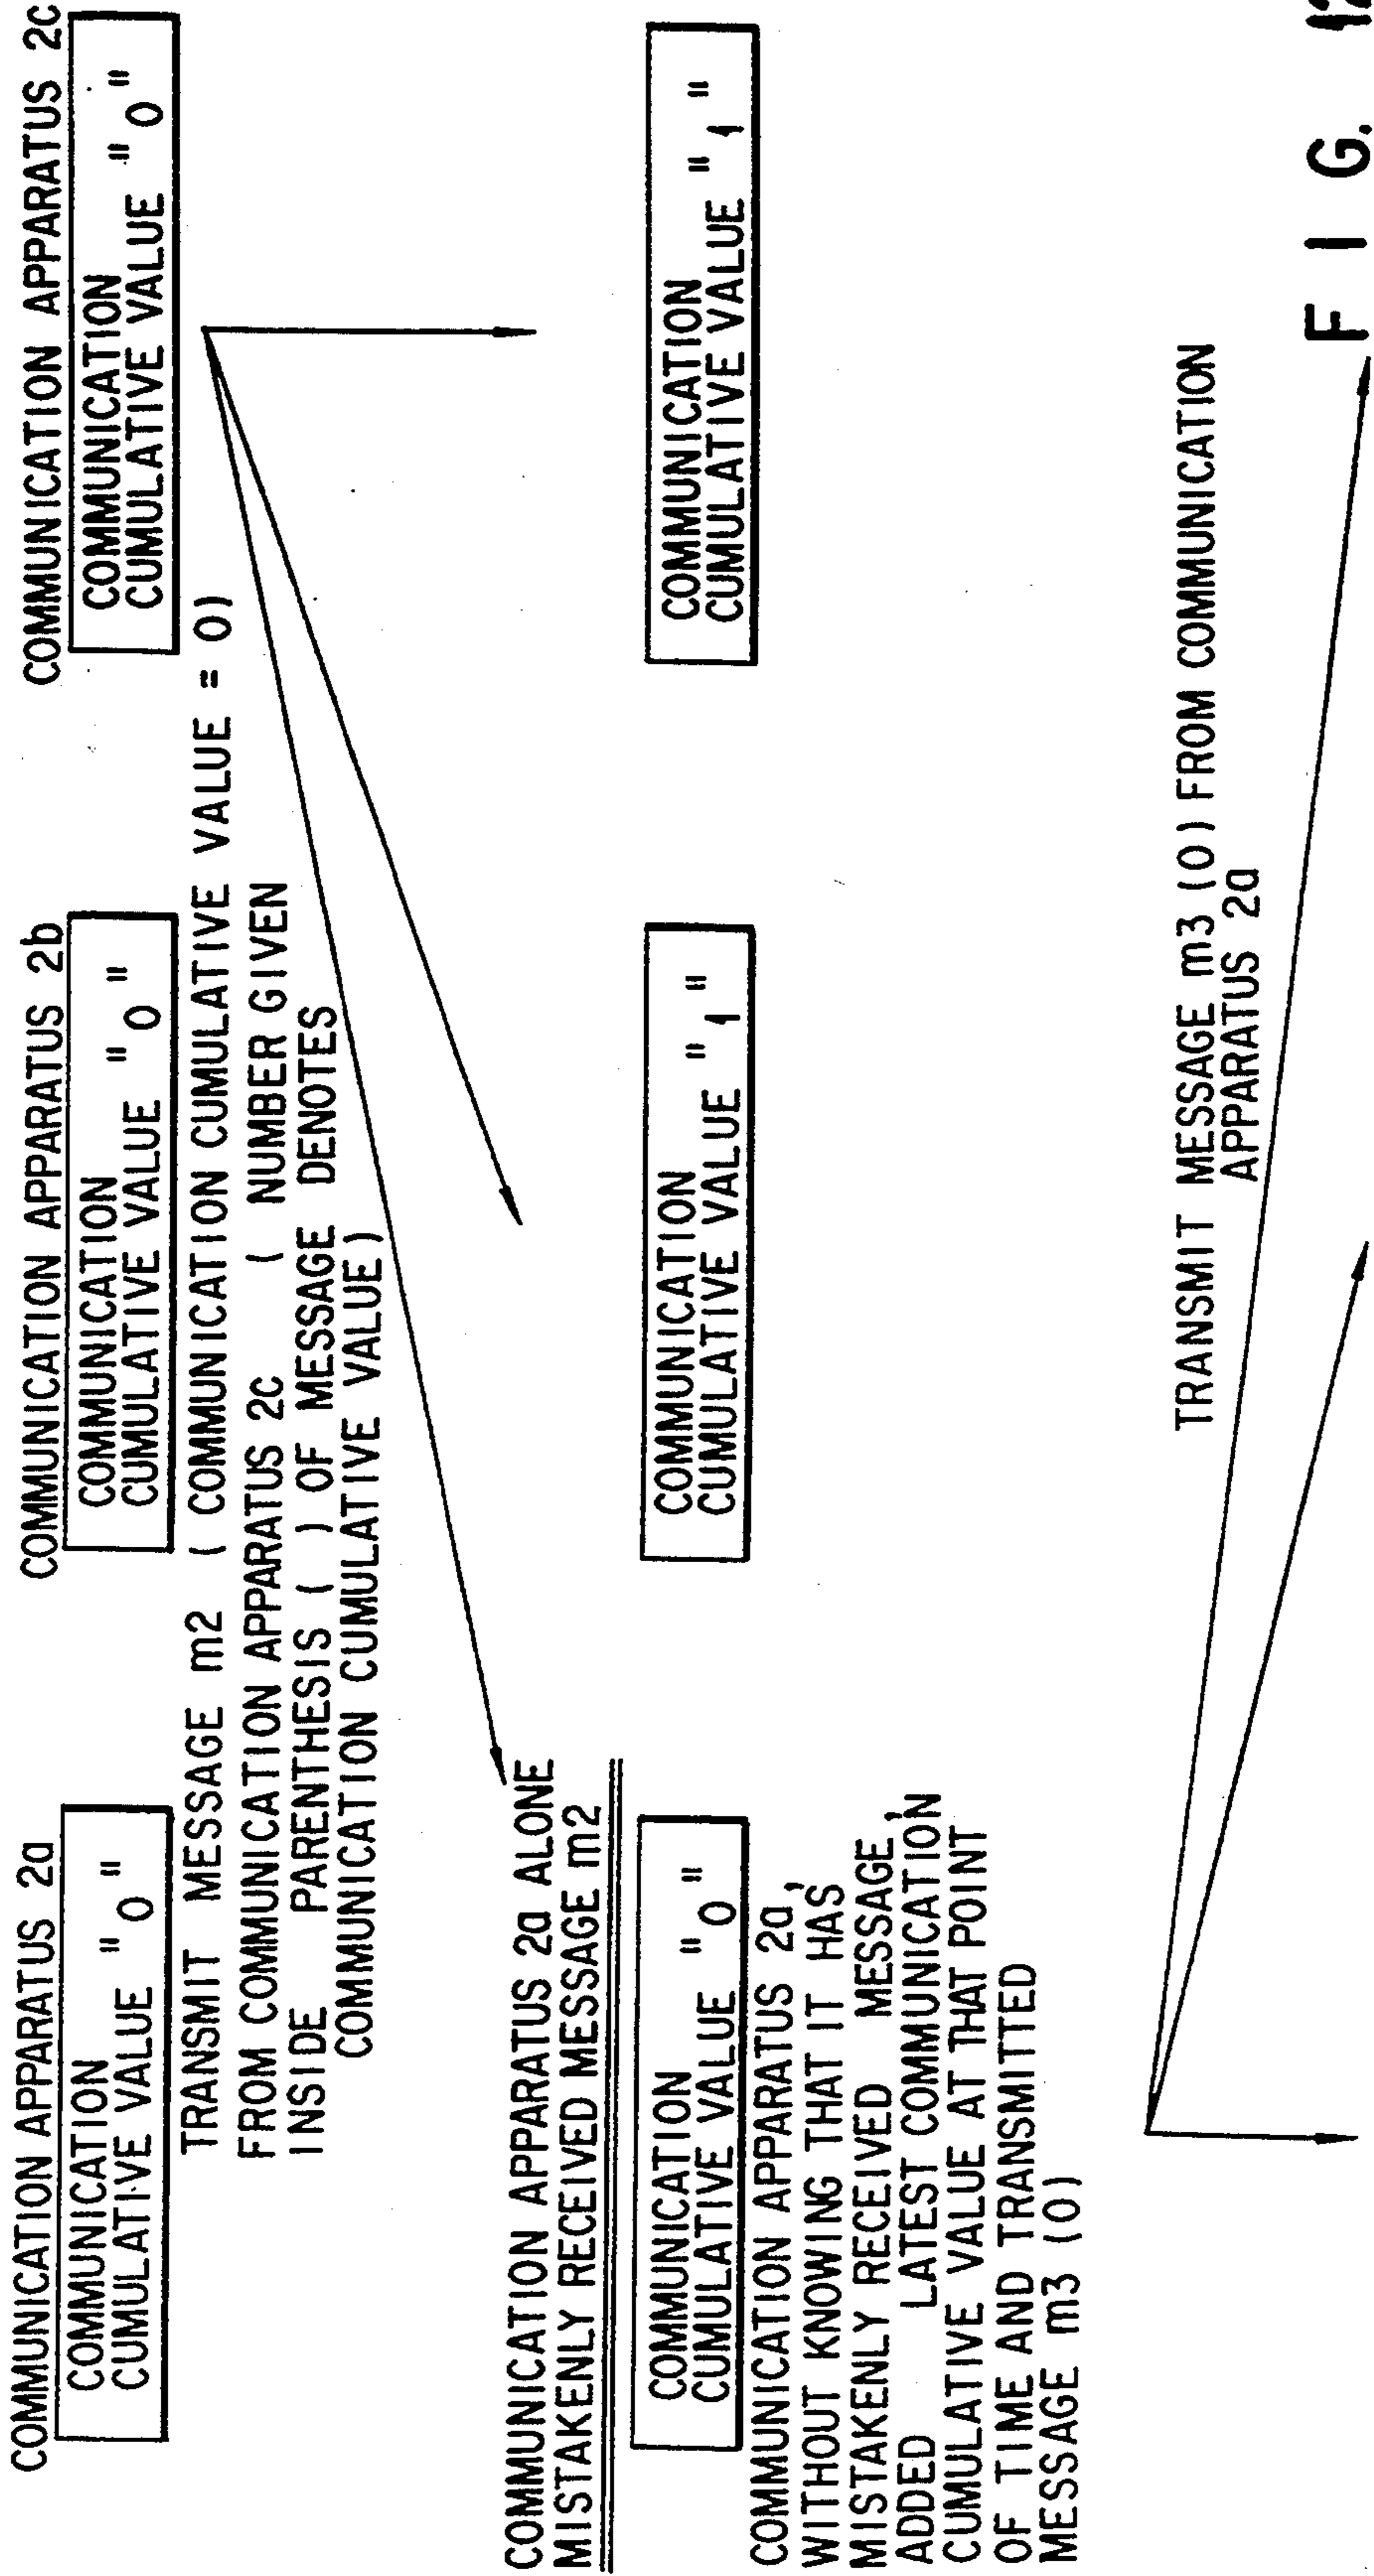 COMMUNICATION APPARATUS 2a
COMMUNICATION
CUMULATIVE VALUE "0"
COMMUNICATION APPARATUS 2b
COMMUNICATION
CUMULATIVE VALUE "0"
COMMUNICATION APPARATUS 2c
COMMUNICATION
CUMULATIVE VALUE "0"
TRANSMIT MESSAGE m2 ( COMMUNICATION CUMULATIVE VALUE = 0)
FROM COMMUNICATION APPARATUS 2C ( NUMBER GIVEN
INSIDE PARENTHESIS ( ) OF MESSAGE DENOTES
COMMUNICATION CUMULATIVE VALUE)
COMMUNICATION APPARATUS 2a ALONE
MISTAKENLY RECEIVED MESSAGE m2
COMMUNICATION
CUMULATIVE VALUE "0"
COMMUNICATION
CUMULATIVE VALUE "1"
COMMUNICATION
CUMULATIVE VALUE "1"
COMMUNICATION APPARATUS 2a,
WITHOUT KNOWING THAT IT HAS
MISTAKENLY RECEIVED MESSAGE,
ADDED LATEST COMMUNICATION
CUMULATIVE VALUE AT THAT POINT
OF TIME AND TRANSMITTED
MESSAGE m3 (0)
TRANSMIT MESSAGE m3 (0) FROM COMMUNICATION
APPARATUS 2a
FIG.